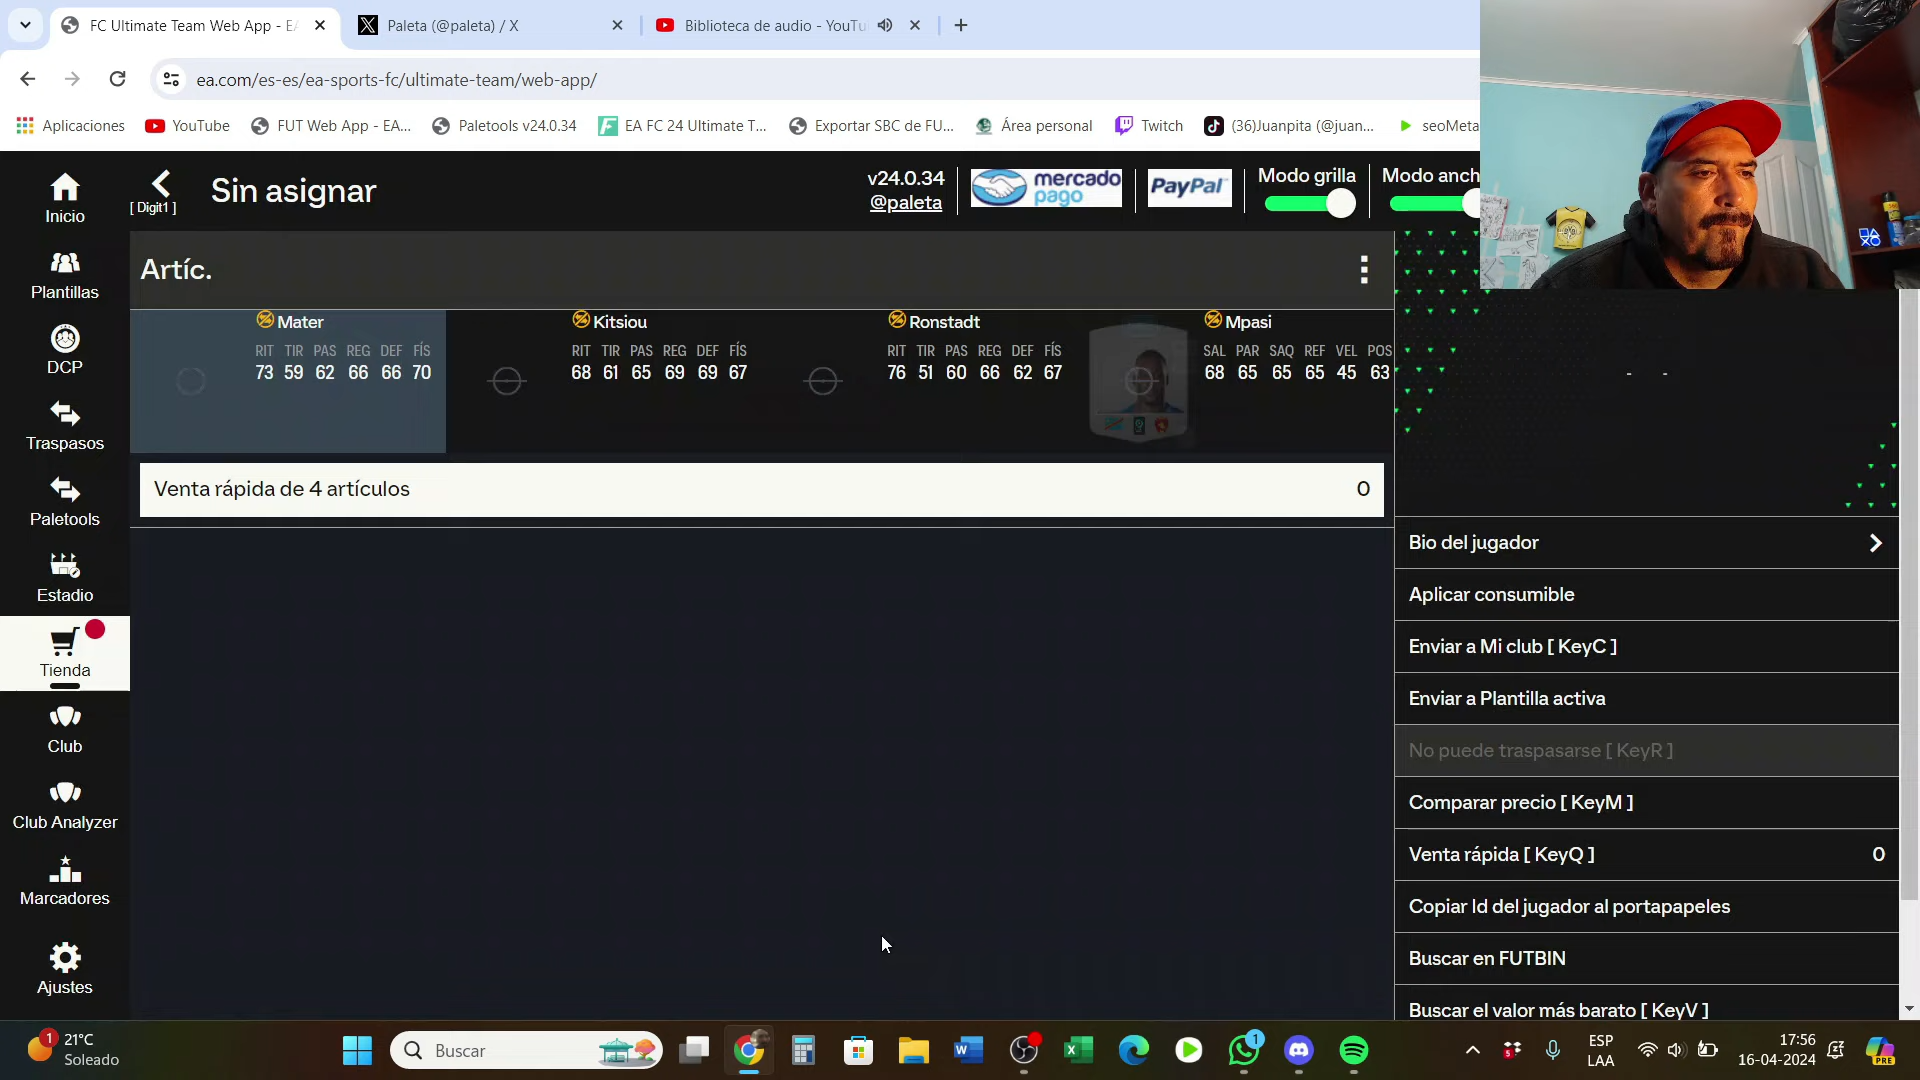 FC Ultimate Team Web App - EA
Paleta (@paleta) / X
Biblioteca de audio - YouTu
ea.com/es-es/ea-sports-fc/ultimate-team/web-app/
Aplicaciones
YouTube
FUT Web App - EA...
Paletools v24.0.34
EA FC 24 Ultimate T...
Exportar SBC de FU...
Área personal
Twitch
(36)Juanpita (@juan...
seoMeta
Inicio
Plantillas
DCP
Traspasos
Paletools
Estadio
Tienda
Club
Club Analyzer
Marcadores
Ajustes
[ Digit1 ]
Sin asignar
v24.0.34
@paleta
mercado
pago
PayPal
Modo grilla
Modo anch
Artíc.
Mater
RIT TIR PAS REG DEF FÍS
73 59 62 66 66 70
Kitsiou
RIT TIR PAS REG DEF FÍS
68 61 65 69 69 67
Ronstadt
RIT TIR PAS REG DEF FÍS
76 51 60 66 62 67
Mpasi
SAL PAR SAQ REF VEL POS
68 65 65 65 45 63
Venta rápida de 4 artículos 0
- -
Bio del jugador
Aplicar consumible
Enviar a Mi club [ KeyC ]
Enviar a Plantilla activa
No puede traspasarse [ KeyR ]
Comparar precio [ KeyM ]
Venta rápida [ KeyQ ] 0
Copiar Id del jugador al portapapeles
Buscar en FUTBIN
Buscar el valor más barato [ KeyV ]
1
21°C
Soleado
Buscar
1
5
ESP
LAA
17:56
16-04-2024
PRE